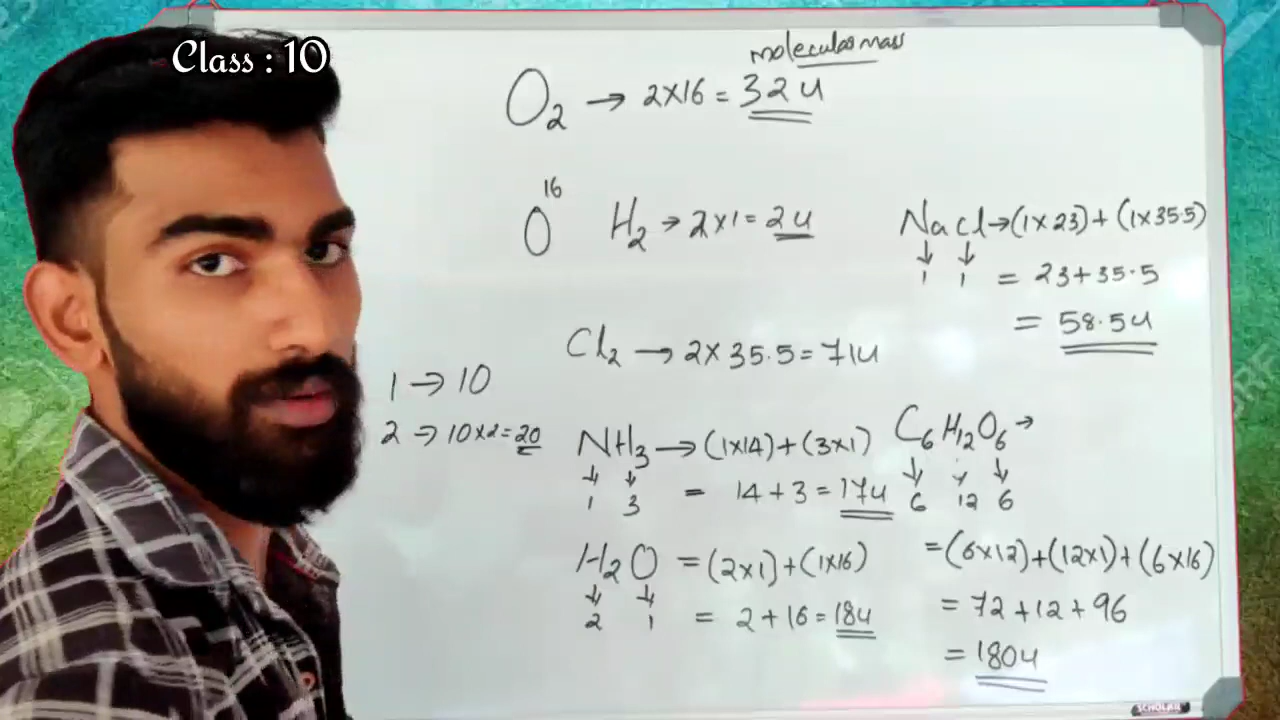 Class : 10
molecular mass
O₂ → 2×16 = 32u
16
O
H₂ → 2×1 = 2u
NaCl → (1×23) + (1×35.5)
↓ ↓
1 1
= 23+35.5
= 58.5u
Cl₂ → 2×35.5 = 71u
1 → 10
2 → 10×2=20
NH₃ → (1×14)+(3×1)
↓ ↓
1 3
= 14+3 = 17u
C₆H₁₂O₆ →
↓ ↓ ↓
6 12 6
H₂O = (2×1)+(1×16)
↓ ↓
2 1
= 2+16 = 18u
= (6×12)+(12×1)+(6×16)
= 72+12+96
= 180u
SCHOLAR